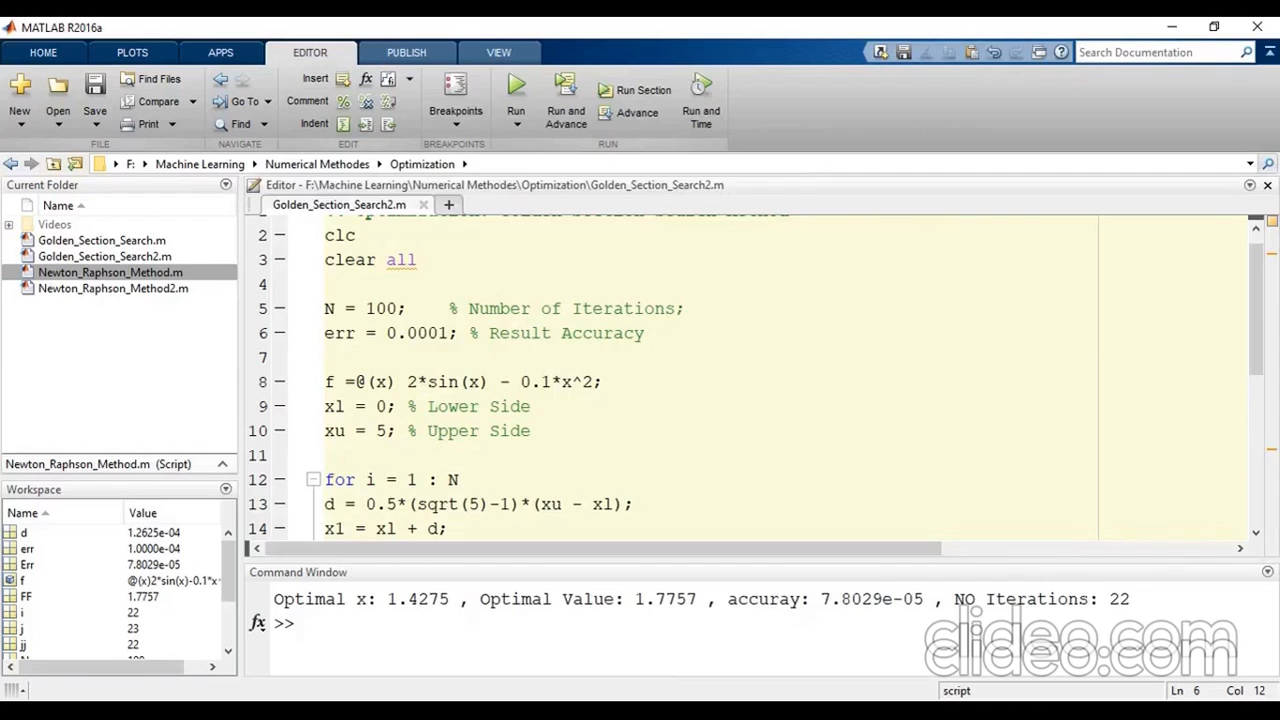 MATLAB R2016a
HOME PLOTS APPS EDITOR PUBLISH VIEW
Search Documentation
New Open Save Find Files Compare Print
FILE
Go To Find
NAVIGATE
Insert fx
Comment
Indent
EDIT
Breakpoints
BREAKPOINTS
Run Run and Advance Run Section Advance Run and Time
RUN
F: Machine Learning Numerical Methodes Optimization
Current Folder
Name
Videos
Golden_Section_Search.m
Golden_Section_Search2.m
Newton_Raphson_Method.m
Newton_Raphson_Method2.m
Newton_Raphson_Method.m (Script)
Workspace
Name Value
d 1.2625e-04
err 1.0000e-04
Err 7.8029e-05
f @(x)2*sin(x)-0.1*x^
FF 1.7757
i 22
j 23
jj 22
Editor - F:\Machine Learning\Numerical Methodes\Optimization\Golden_Section_Search2.m
Golden_Section_Search2.m
2 clc
3 clear all
4
5 N = 100; % Number of Iterations;
6 err = 0.0001; % Result Accuracy
7
8 f =@(x) 2*sin(x) - 0.1*x^2;
9 xl = 0; % Lower Side
10 xu = 5; % Upper Side
11
12 for i = 1 : N
13 d = 0.5*(sqrt(5)-1)*(xu - xl);
14 x1 = xl + d;
Command Window
Optimal x: 1.4275 , Optimal Value: 1.7757 , accuray: 7.8029e-05 , NO Iterations: 22
fx >>
clideo.com
clideo.com
script Ln 6 Col 12